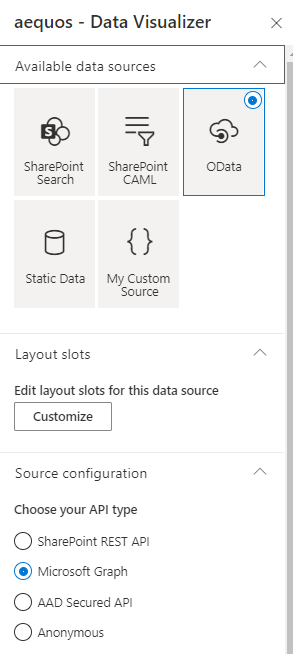 aequos - Data Visualizer
Available data sources
SharePoint
Search
SharePoint
CAML
OData
Static Data
My Custom
Source
Layout slots
Edit layout slots for this data source
Customize
Source configuration
Choose your API type
SharePoint REST API
Microsoft Graph
AAD Secured API
Anonymous